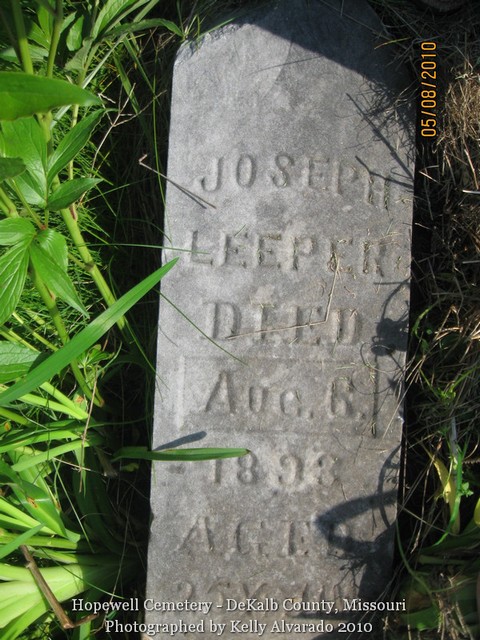 JOSEPH
LEEPER
DIED
AUG. 6.
1893
AGED
05/08/2010
Hopewell Cemetery - DeKalb County, Missouri
Photographed by Kelly Alvarado 2010